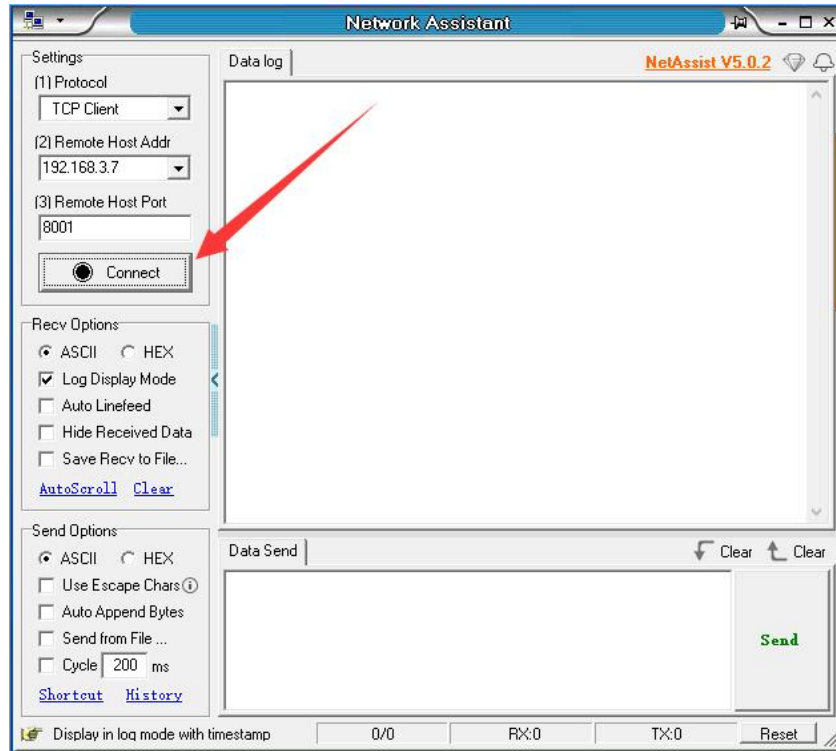 Network Assistant
Settings
(1) Protocol
TCP Client
(2) Remote Host Addr
192.168.3.7
(3) Remote Host Port
8001
Connect
Recv Options
ASCII HEX
Log Display Mode
Auto Linefeed
Hide Received Data
Save Recv to File...
AutoScroll Clear
Send Options
ASCII HEX
Use Escape Chars
Auto Append Bytes
Send from File ...
Cycle 200 ms
Shortcut History
Data log NetAssist V5.0.2
Data Send Clear Clear
Send
Display in log mode with timestamp 0/0 RX:0 TX:0 Reset